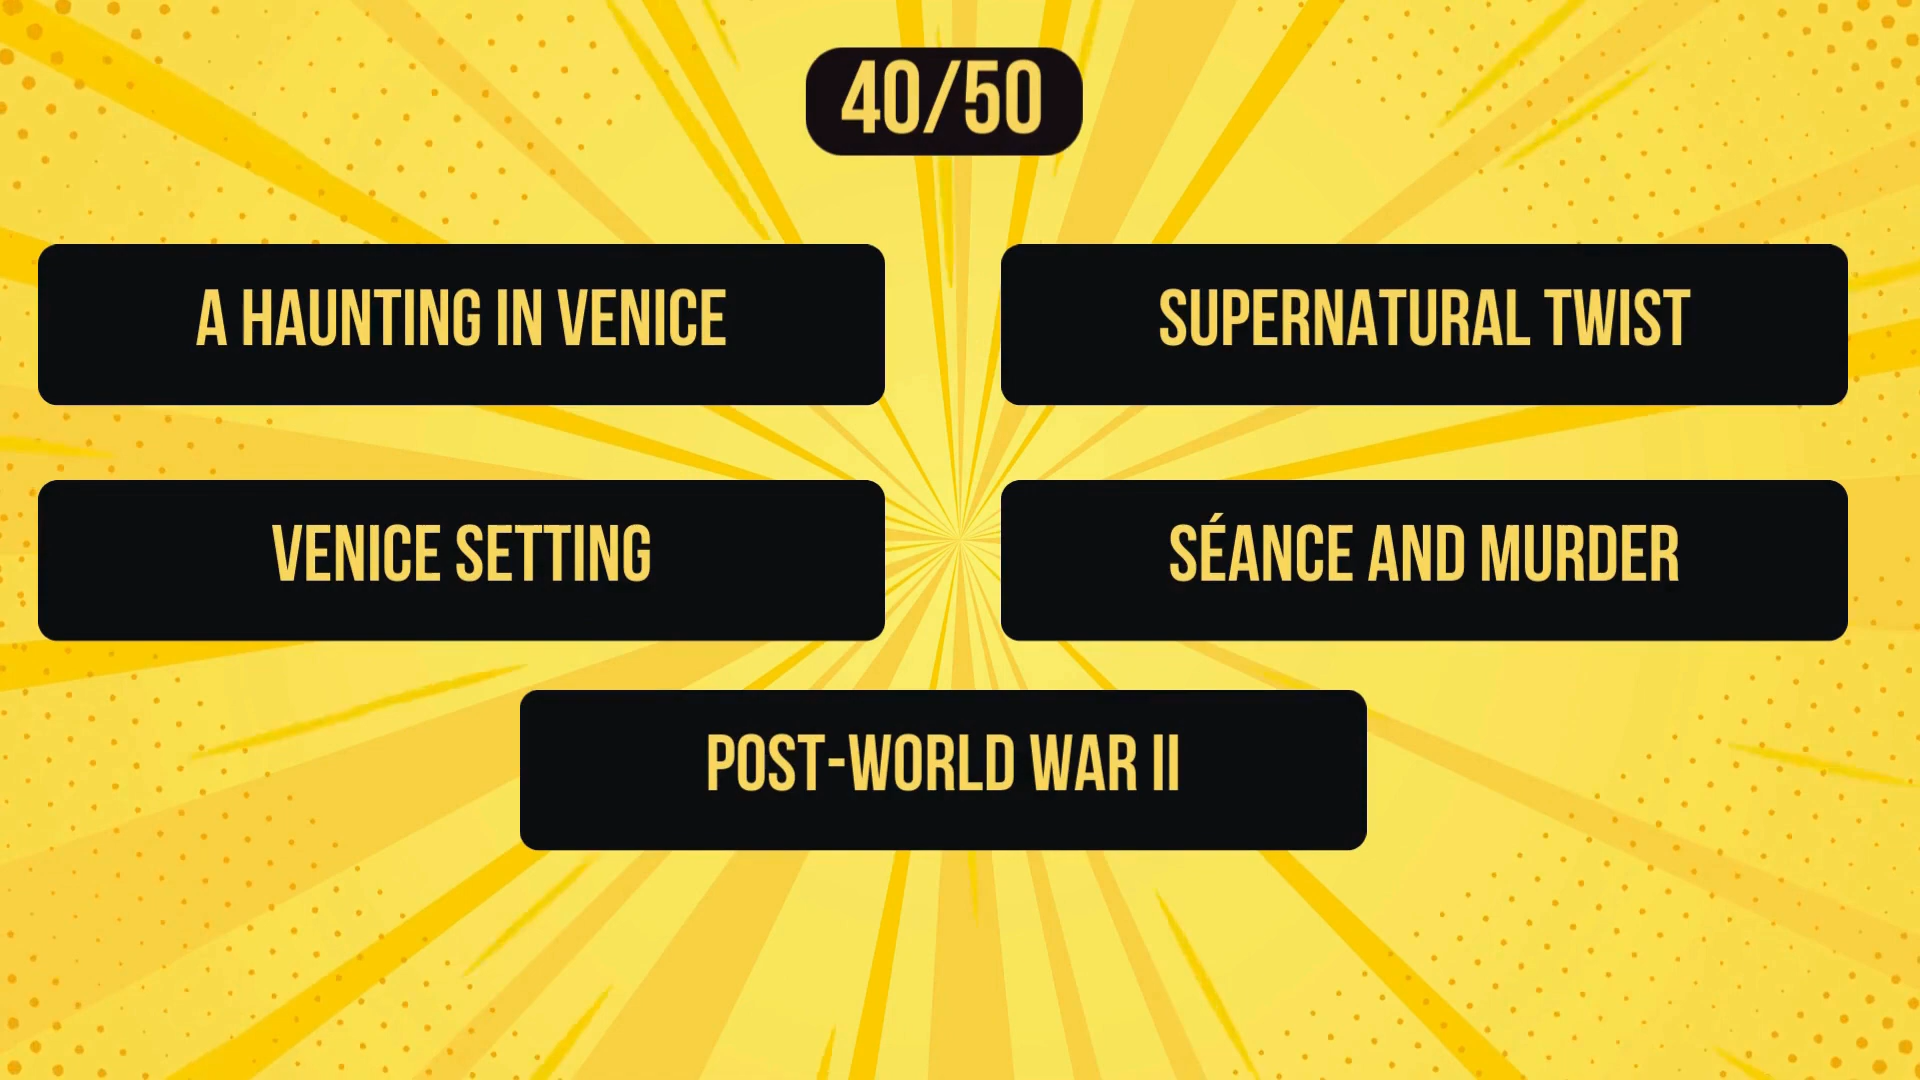 40/50
A HAUNTING IN VENICE
SUPERNATURAL TWIST
VENICE SETTING
SÉANCE AND MURDER
POST-WORLD WAR II